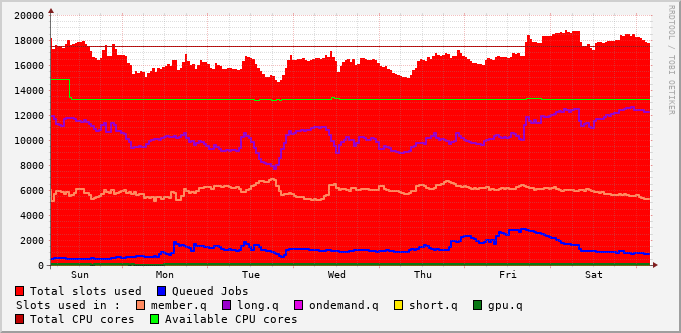 20000
18000
16000
14000
12000
10000
8000
6000
4000
2000
0
Sun Mon Tue Wed Thu Fri Sat
RRDTOOL / TOBI OETIKER
Total slots used Queued Jobs
Slots used in : member.q long.q ondemand.q short.q gpu.q
Total CPU cores Available CPU cores